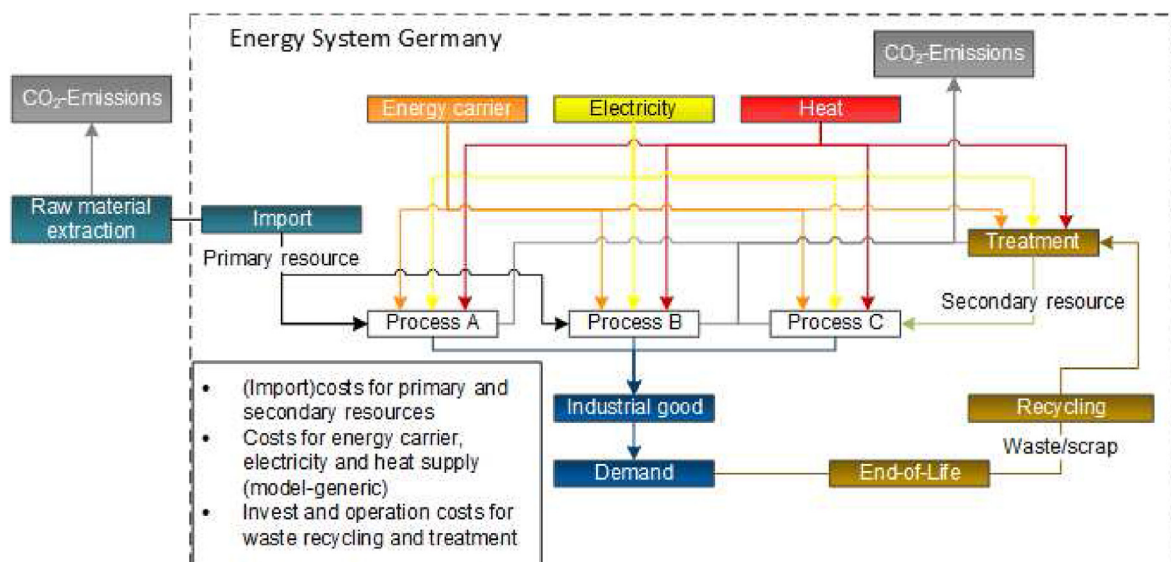 Energy System Germany
CO₂-Emissions
CO₂-Emissions
Energy carrier
Electricity
Heat
Raw material
extraction
Import
Primary resource
Treatment
Secondary resource
Process A
Process B
Process C
• (Import)costs for primary and
secondary resources
• Costs for energy carrier,
electricity and heat supply
(model-generic)
• Invest and operation costs for
waste recycling and treatment
Industrial good
Recycling
Waste/scrap
Demand
End-of-Life